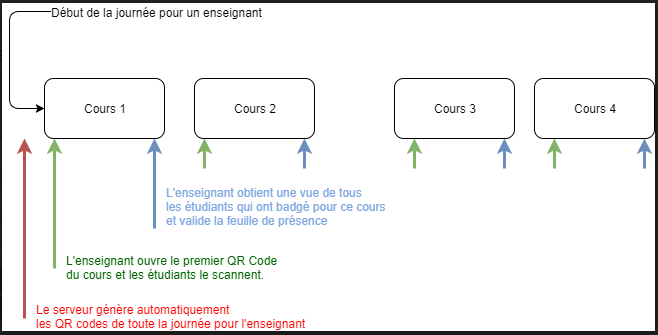 Début de la journée pour un enseignant
Cours 1
Cours 2
Cours 3
Cours 4
L'enseignant obtient une vue de tous
les étudiants qui ont badgé pour ce cours
et valide la feuille de présence
L'enseignant ouvre le premier QR Code
du cours et les étudiants le scannent.
Le serveur génère automatiquement
les QR codes de toute la journée pour l'enseignant